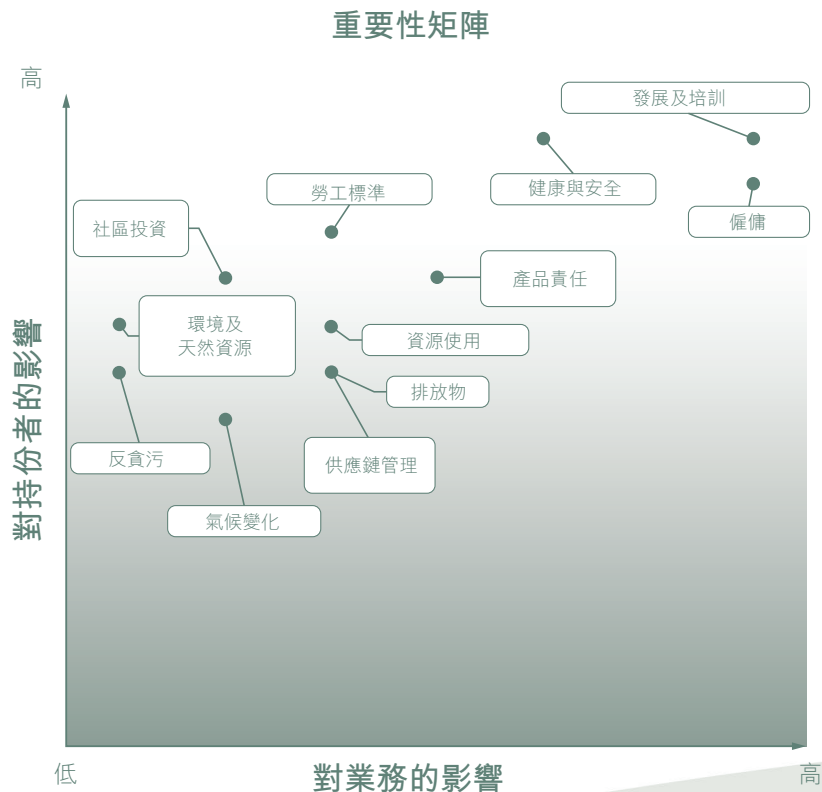 重要性矩陣
高
發展及培訓
健康與安全
勞工標準
僱傭
社區投資
產品責任
環境及
天然資源
資源使用
排放物
反貪污
供應鏈管理
氣候變化
對持份者的影響
低
對業務的影響
高